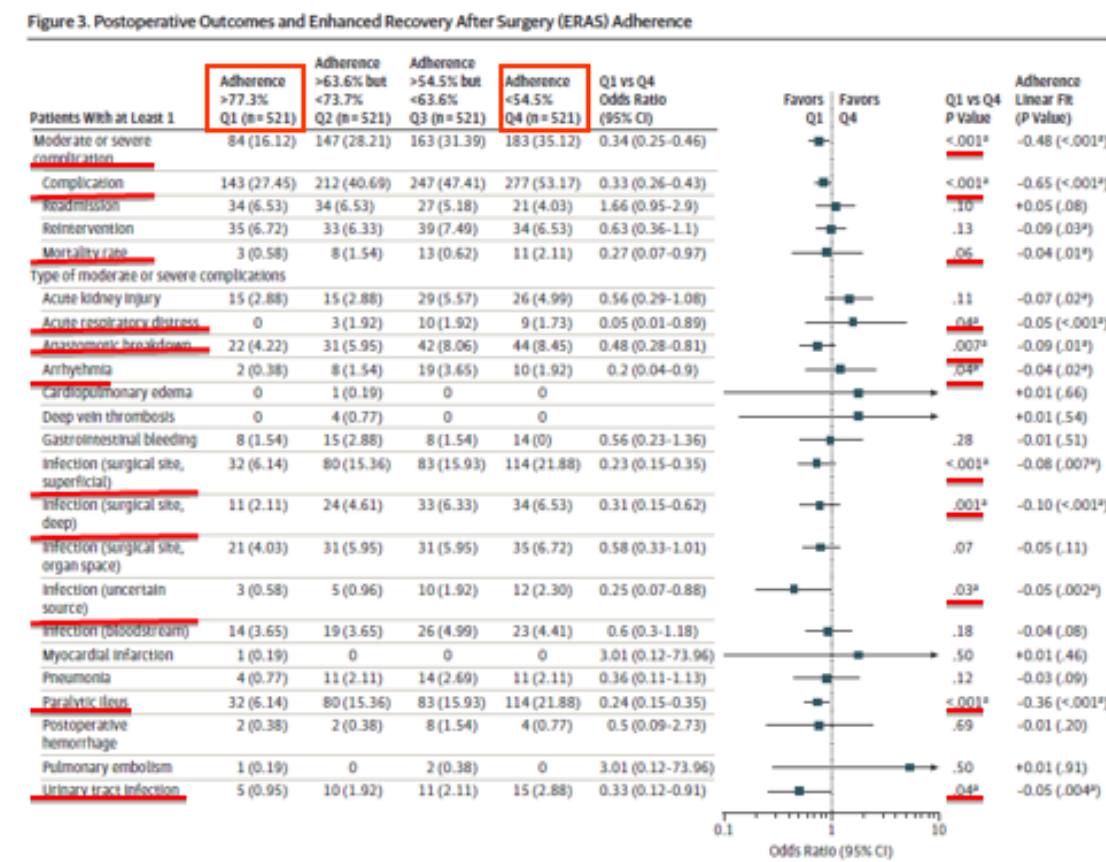 Figure 3. Postoperative Outcomes and Enhanced Recovery After Surgery (ERAS) Adherence
Patients With at Least 1 | Adherence >77.3% Q1 (n=521) | Adherence >63.6% but <73.7% Q2 (n=521) | Adherence >54.5% but <63.6% Q3 (n=521) | Adherence <54.5% Q4 (n=521) | Q1 vs Q4 Odds Ratio (95% CI) | Favors Q1 | Favors Q4 | Q1 vs Q4 P Value | Adherence Linear Fit (P Value)
Moderate or severe complication 84 (16.12) 147 (28.21) 163 (31.39) 183 (35.12) 0.34 (0.25-0.46) <.001ª -0.48 (<.001ª)
Complication 143 (27.45) 212 (40.69) 247 (47.41) 277 (53.17) 0.33 (0.26-0.43) <.001ª -0.65 (<.001ª)
Readmission 34 (6.53) 34 (6.53) 27 (5.18) 21 (4.03) 1.66 (0.95-2.9) .10 +0.05 (.08)
Reintervention 35 (6.72) 33 (6.33) 39 (7.49) 34 (6.53) 0.63 (0.36-1.1) .13 -0.09 (.03ª)
Mortality rate 3 (0.58) 8 (1.54) 13 (0.62) 11 (2.11) 0.27 (0.07-0.97) .06 -0.04 (.01ª)
Type of moderate or severe complications
Acute kidney injury 15 (2.88) 15 (2.88) 29 (5.57) 26 (4.99) 0.56 (0.29-1.08) .11 -0.07 (.02ª)
Acute respiratory distress 0 3 (1.92) 10 (1.92) 9 (1.73) 0.05 (0.01-0.89) .04ª -0.05 (<.001ª)
Anastomotic breakdown 22 (4.22) 31 (5.95) 42 (8.06) 44 (8.45) 0.48 (0.28-0.81) .007ª -0.09 (.01ª)
Arrhythmia 2 (0.38) 8 (1.54) 19 (3.65) 10 (1.92) 0.2 (0.04-0.9) .04ª -0.04 (.02ª)
Cardiopulmonary edema 0 1 (0.19) 0 0 +0.01 (.66)
Deep vein thrombosis 0 4 (0.77) 0 0 +0.01 (.54)
Gastrointestinal bleeding 8 (1.54) 15 (2.88) 8 (1.54) 14 (0) 0.56 (0.23-1.36) .28 -0.01 (.51)
Infection (surgical site, superficial) 32 (6.14) 80 (15.36) 83 (15.93) 114 (21.88) 0.23 (0.15-0.35) <.001ª -0.08 (.007ª)
Infection (surgical site, deep) 11 (2.11) 24 (4.61) 33 (6.33) 34 (6.53) 0.31 (0.15-0.62) .001ª -0.10 (<.001ª)
Infection (surgical site, organ space) 21 (4.03) 31 (5.95) 31 (5.95) 35 (6.72) 0.58 (0.33-1.01) .07 -0.05 (.11)
Infection (uncertain source) 3 (0.58) 5 (0.96) 10 (1.92) 12 (2.30) 0.25 (0.07-0.88) .03ª -0.05 (.002ª)
Infection (bloodstream) 14 (3.65) 19 (3.65) 26 (4.99) 23 (4.41) 0.6 (0.3-1.18) .18 -0.04 (.08)
Myocardial infarction 1 (0.19) 0 0 0 3.01 (0.12-73.96) .50 +0.01 (.46)
Pneumonia 4 (0.77) 11 (2.11) 14 (2.69) 11 (2.11) 0.36 (0.11-1.13) .12 -0.03 (.09)
Paralytic ileus 32 (6.14) 80 (15.36) 83 (15.93) 114 (21.88) 0.24 (0.15-0.35) <.001ª -0.36 (<.001ª)
Postoperative hemorrhage 2 (0.38) 2 (0.38) 8 (1.54) 4 (0.77) 0.5 (0.09-2.73) .69 -0.01 (.20)
Pulmonary embolism 1 (0.19) 0 2 (0.38) 0 3.01 (0.12-73.96) .50 +0.01 (.91)
Urinary tract infection 5 (0.95) 10 (1.92) 11 (2.11) 15 (2.88) 0.33 (0.12-0.91) .04ª -0.05 (.004ª)
0.1 1 10
Odds Ratio (95% CI)